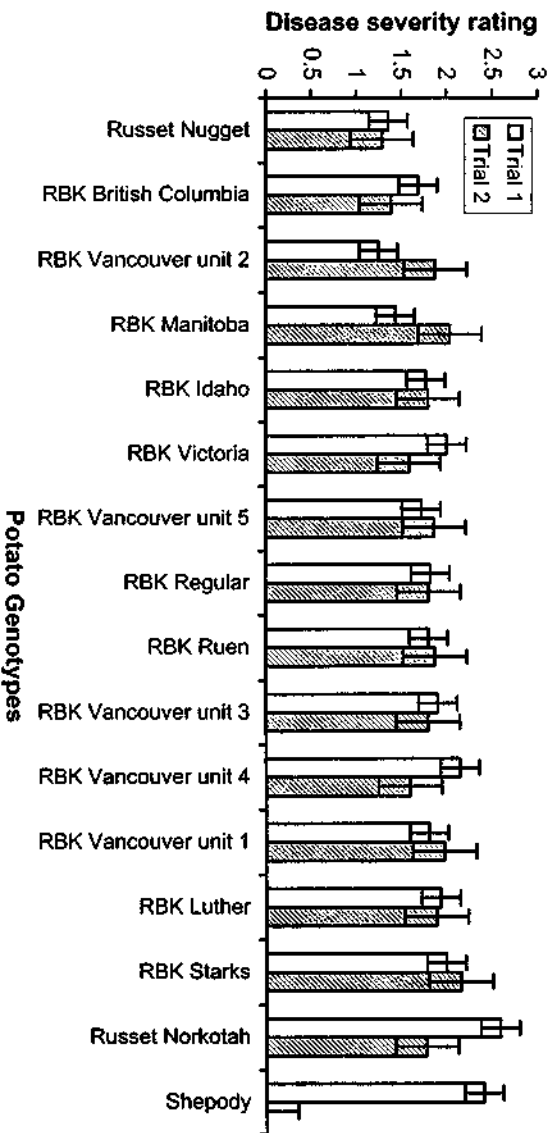 Disease severity rating
0
0.5
1
1.5
2
2.5
3
Trial 1
Trial 2
Russet Nugget
RBK British Columbia
RBK Vancouver unit 2
RBK Manitoba
RBK Idaho
RBK Victoria
RBK Vancouver unit 5
RBK Regular
RBK Ruen
RBK Vancouver unit 3
RBK Vancouver unit 4
RBK Vancouver unit 1
RBK Luther
RBK Starks
Russet Norkotah
Shepody
Potato Genotypes